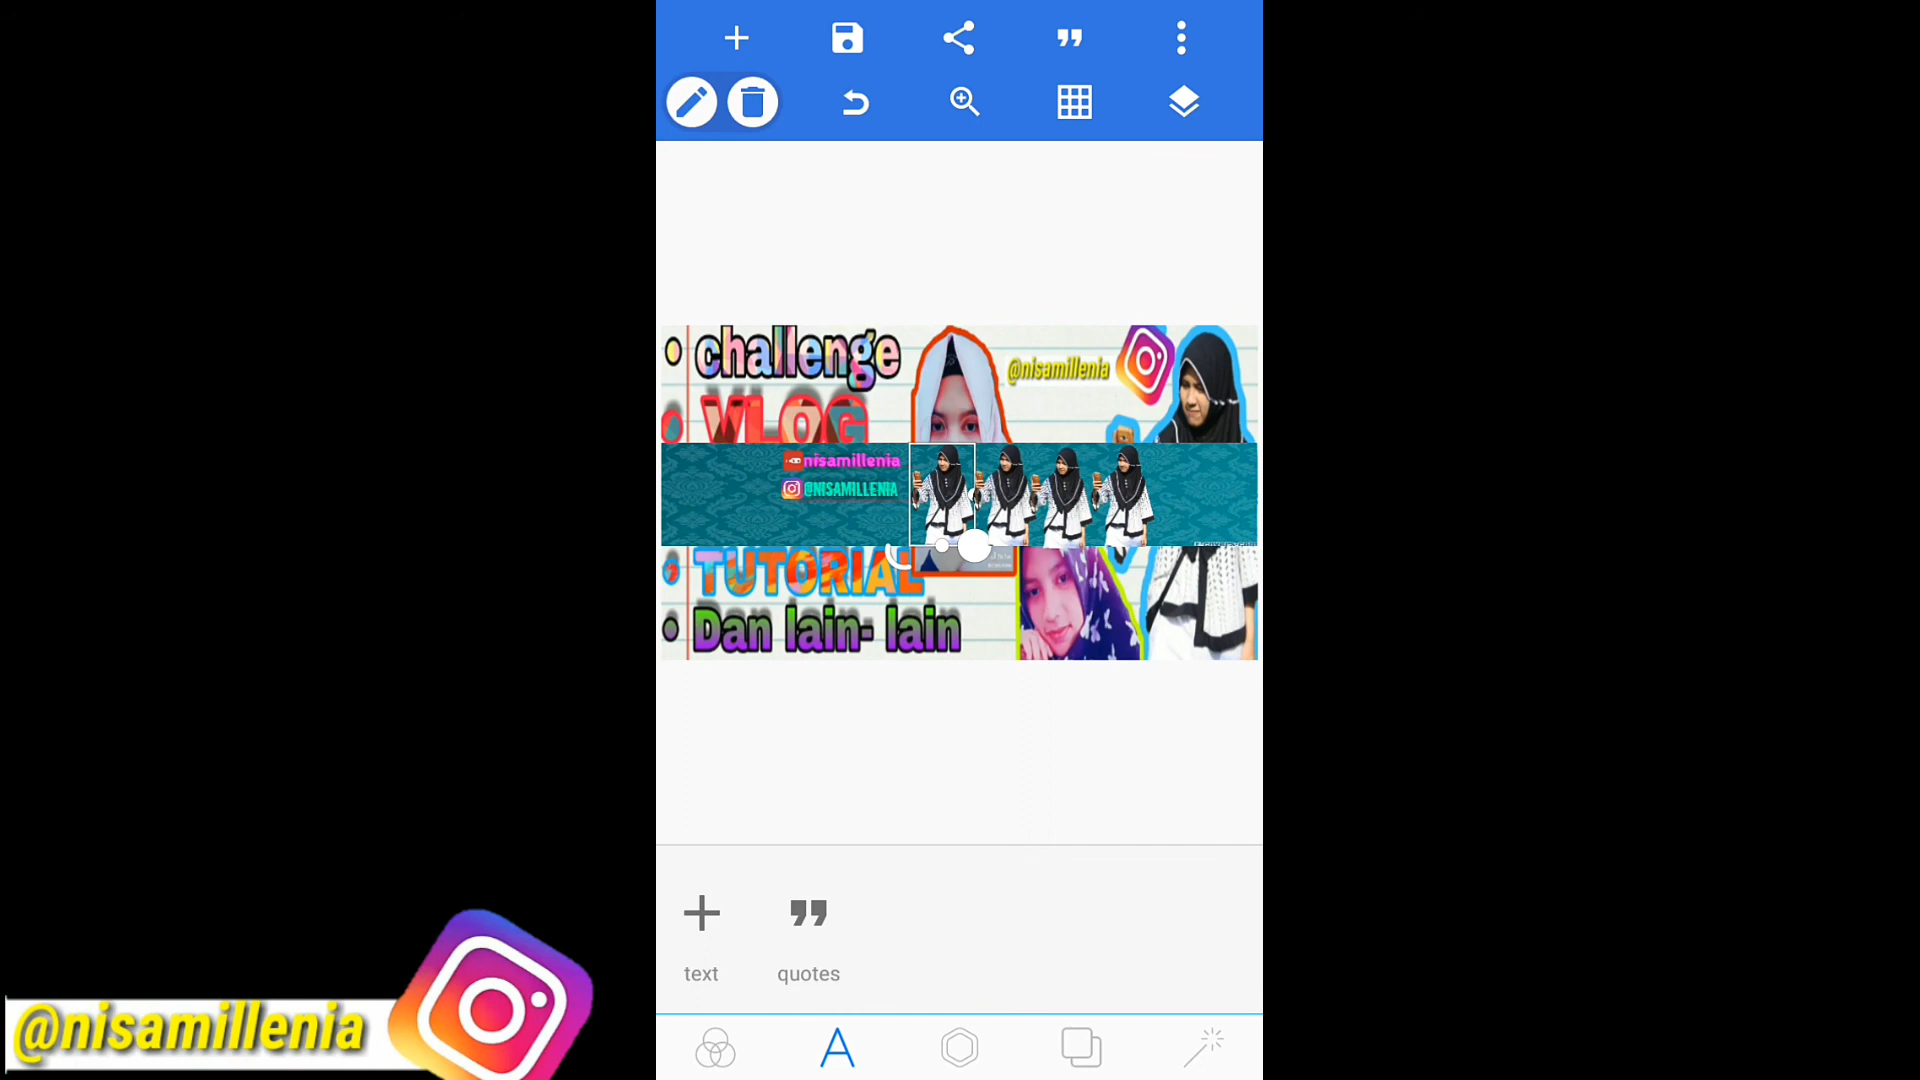 • challenge
@nisamillenia
• VLOG
nisamillenia
@NISAMILLENIA
• TUTORIAL
• Dan lain- lain
text
quotes
@nisamillenia